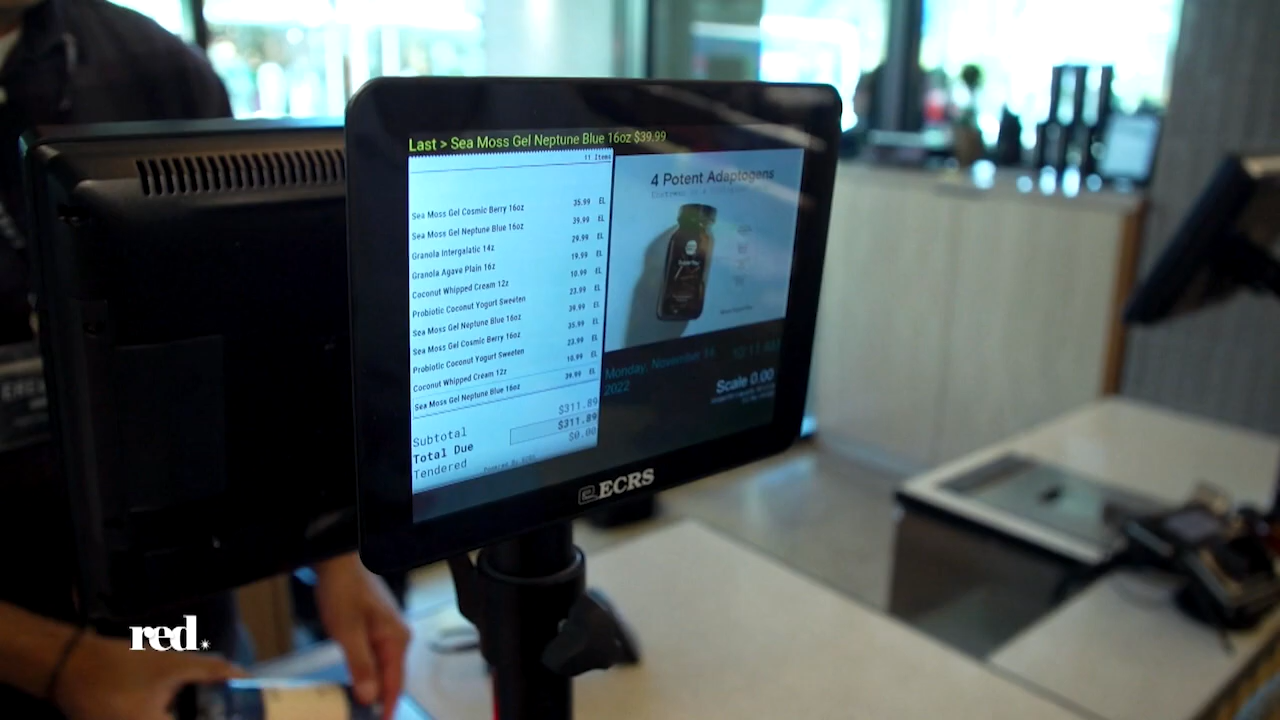 Last > Sea Moss Gel Neptune Blue 16oz $39.99
11 Items
Sea Moss Gel Cosmic Berry 16oz 35.99 EL
Sea Moss Gel Neptune Blue 16oz 39.99 EL
Granola Intergalatic 14z 29.99 EL
Granola Agave Plain 16z 19.99 EL
Coconut Whipped Cream 12z 10.99 EL
Probiotic Coconut Yogurt Sweeten 23.99 EL
Sea Moss Gel Neptune Blue 16oz 39.99 EL
Sea Moss Gel Cosmic Berry 16oz 35.99 EL
Probiotic Coconut Yogurt Sweeten 23.99 EL
Coconut Whipped Cream 12z 10.99 EL
Sea Moss Gel Neptune Blue 16oz 39.99 EL
Subtotal $311.89
Total Due $311.89
Tendered $0.00
4 Potent Adaptogens
Monday, November 14
2022
Scale 0.00
ECRS
red.